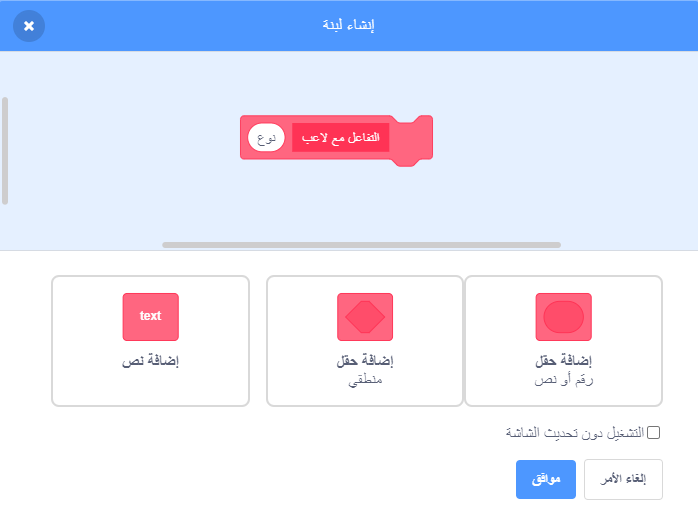 إنشاء لبنة
التفاعل مع لاعب نوع
إضافة حقل
رقم أو نص
إضافة حقل
منطقي
text
إضافة نص
التشغيل دون تحديث الشاشة
إلغاء الأمر
موافق